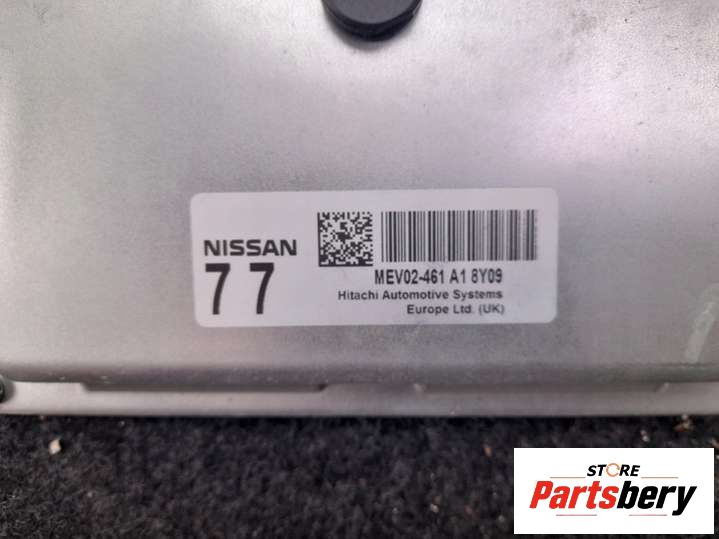 NISSAN
77
MEV02-461 A1 8Y09
Hitachi Automotive Systems
Europe Ltd. (UK)
STORE
Partsbery